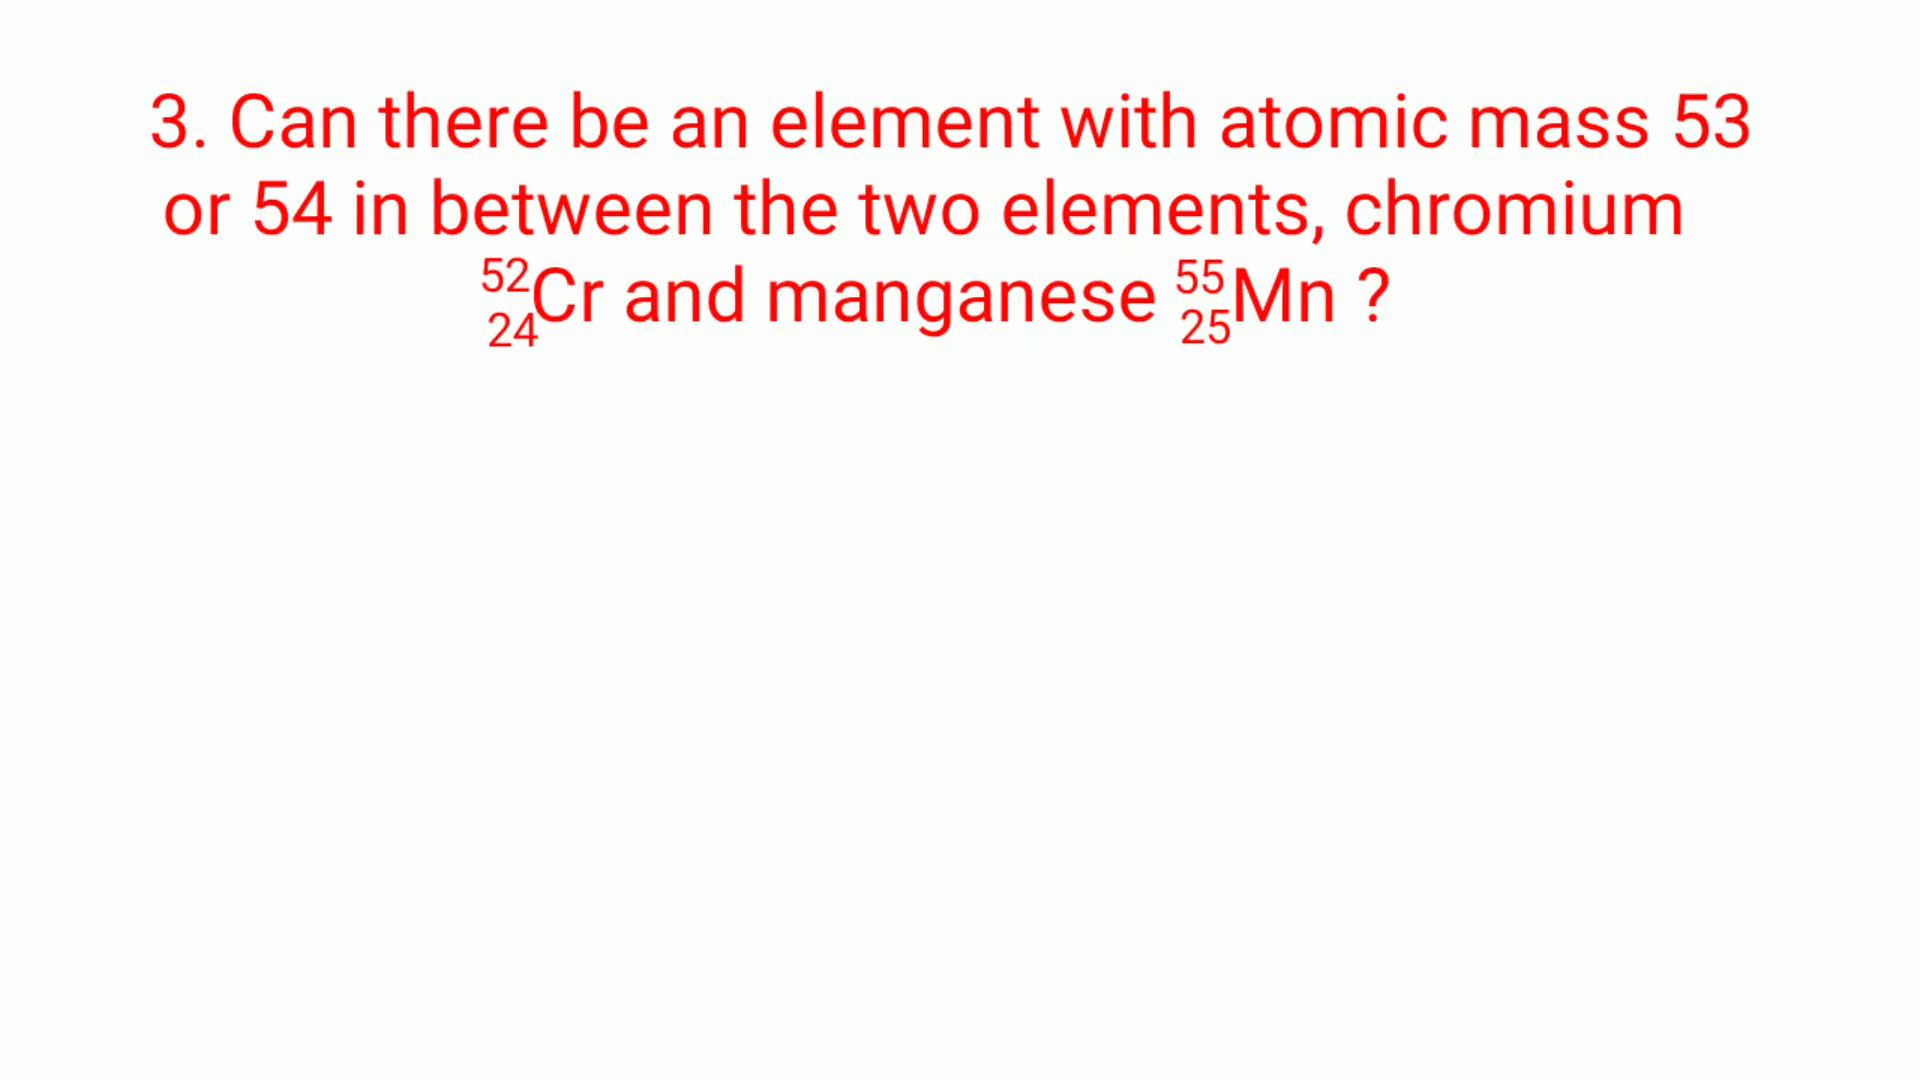 3. Can there be an element with atomic mass 53
or 54 in between the two elements, chromium
⁵²₂₄Cr and manganese ⁵⁵₂₅Mn ?